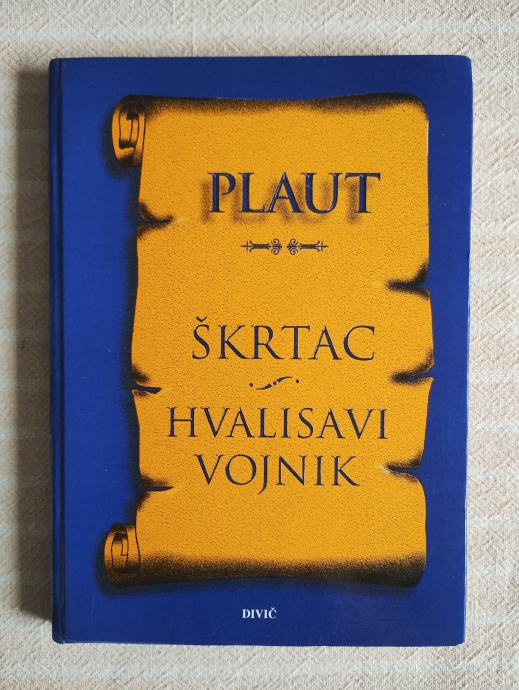 PLAUT
ŠKRTAC
HVALISAVI
VOJNIK
DIVIČ